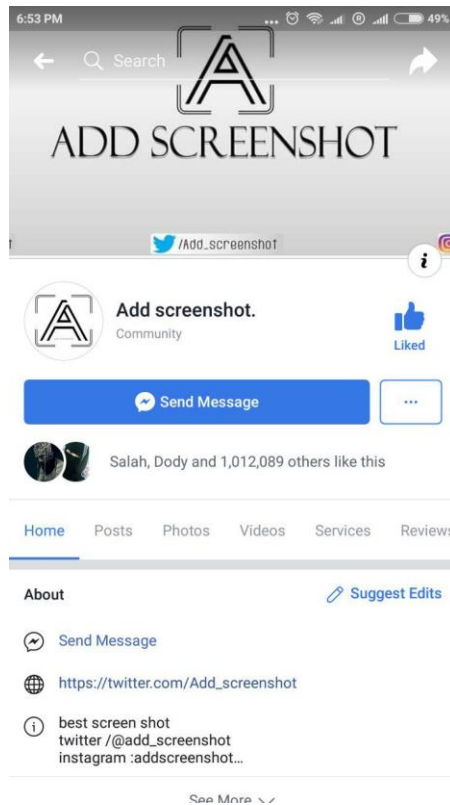 6:53 PM ... ® 49%
Search
ADD SCREENSHOT
/Add_screenshot
i
Add screenshot.
Community
Liked
Send Message
...
Salah, Dody and 1,012,089 others like this
Home Posts Photos Videos Services Reviews
About Suggest Edits
Send Message
https://twitter.com/Add_screenshot
best screen shot
twitter /@add_screenshot
instagram :addscreenshot...
See More